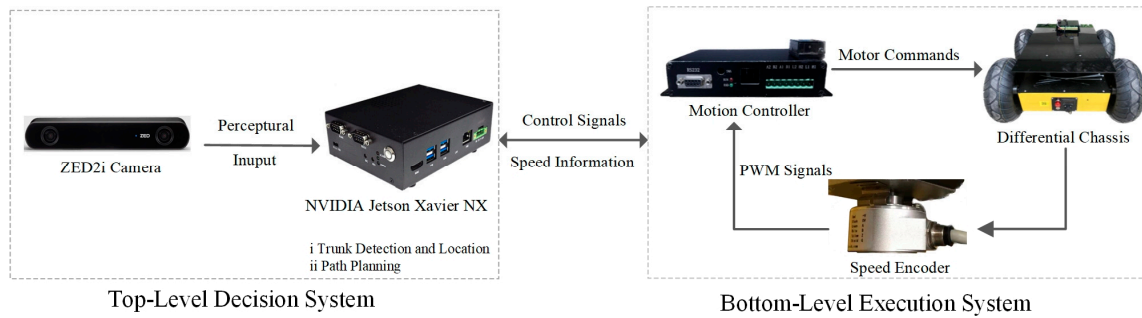 ZED
ZED2i Camera
Perceptural
Inuput
NVIDIA Jetson Xavier NX
i Trunk Detection and Location
ii Path Planning
Top-Level Decision System
Control Signals
Speed Information
Motion Controller
Motor Commands
Differential Chassis
PWM Signals
Speed Encoder
Bottom-Level Execution System